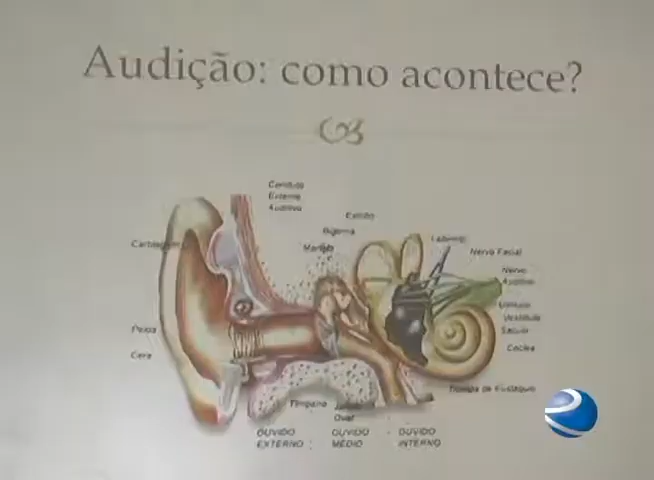 Audição: como acontece?
Conduto
Externo
Auditivo
Estribo
Bigorna
Martelo
Labirinto
Cartilagem
Nervo Facial
Nervo
Auditivo
Utrículo
Vestíbulo
Sáculo
Cóclea
Cera
Trompa de Eustáquio
Tímpano
Oval
OUVIDO
EXTERNO
OUVIDO
MÉDIO
OUVIDO
INTERNO